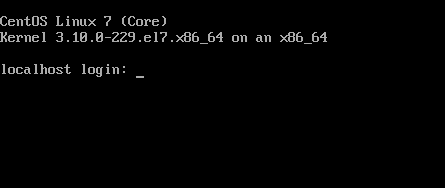 CentOS Linux 7 (Core)
Kernel 3.10.0-229.el7.x86_64 on an x86_64
localhost login: _